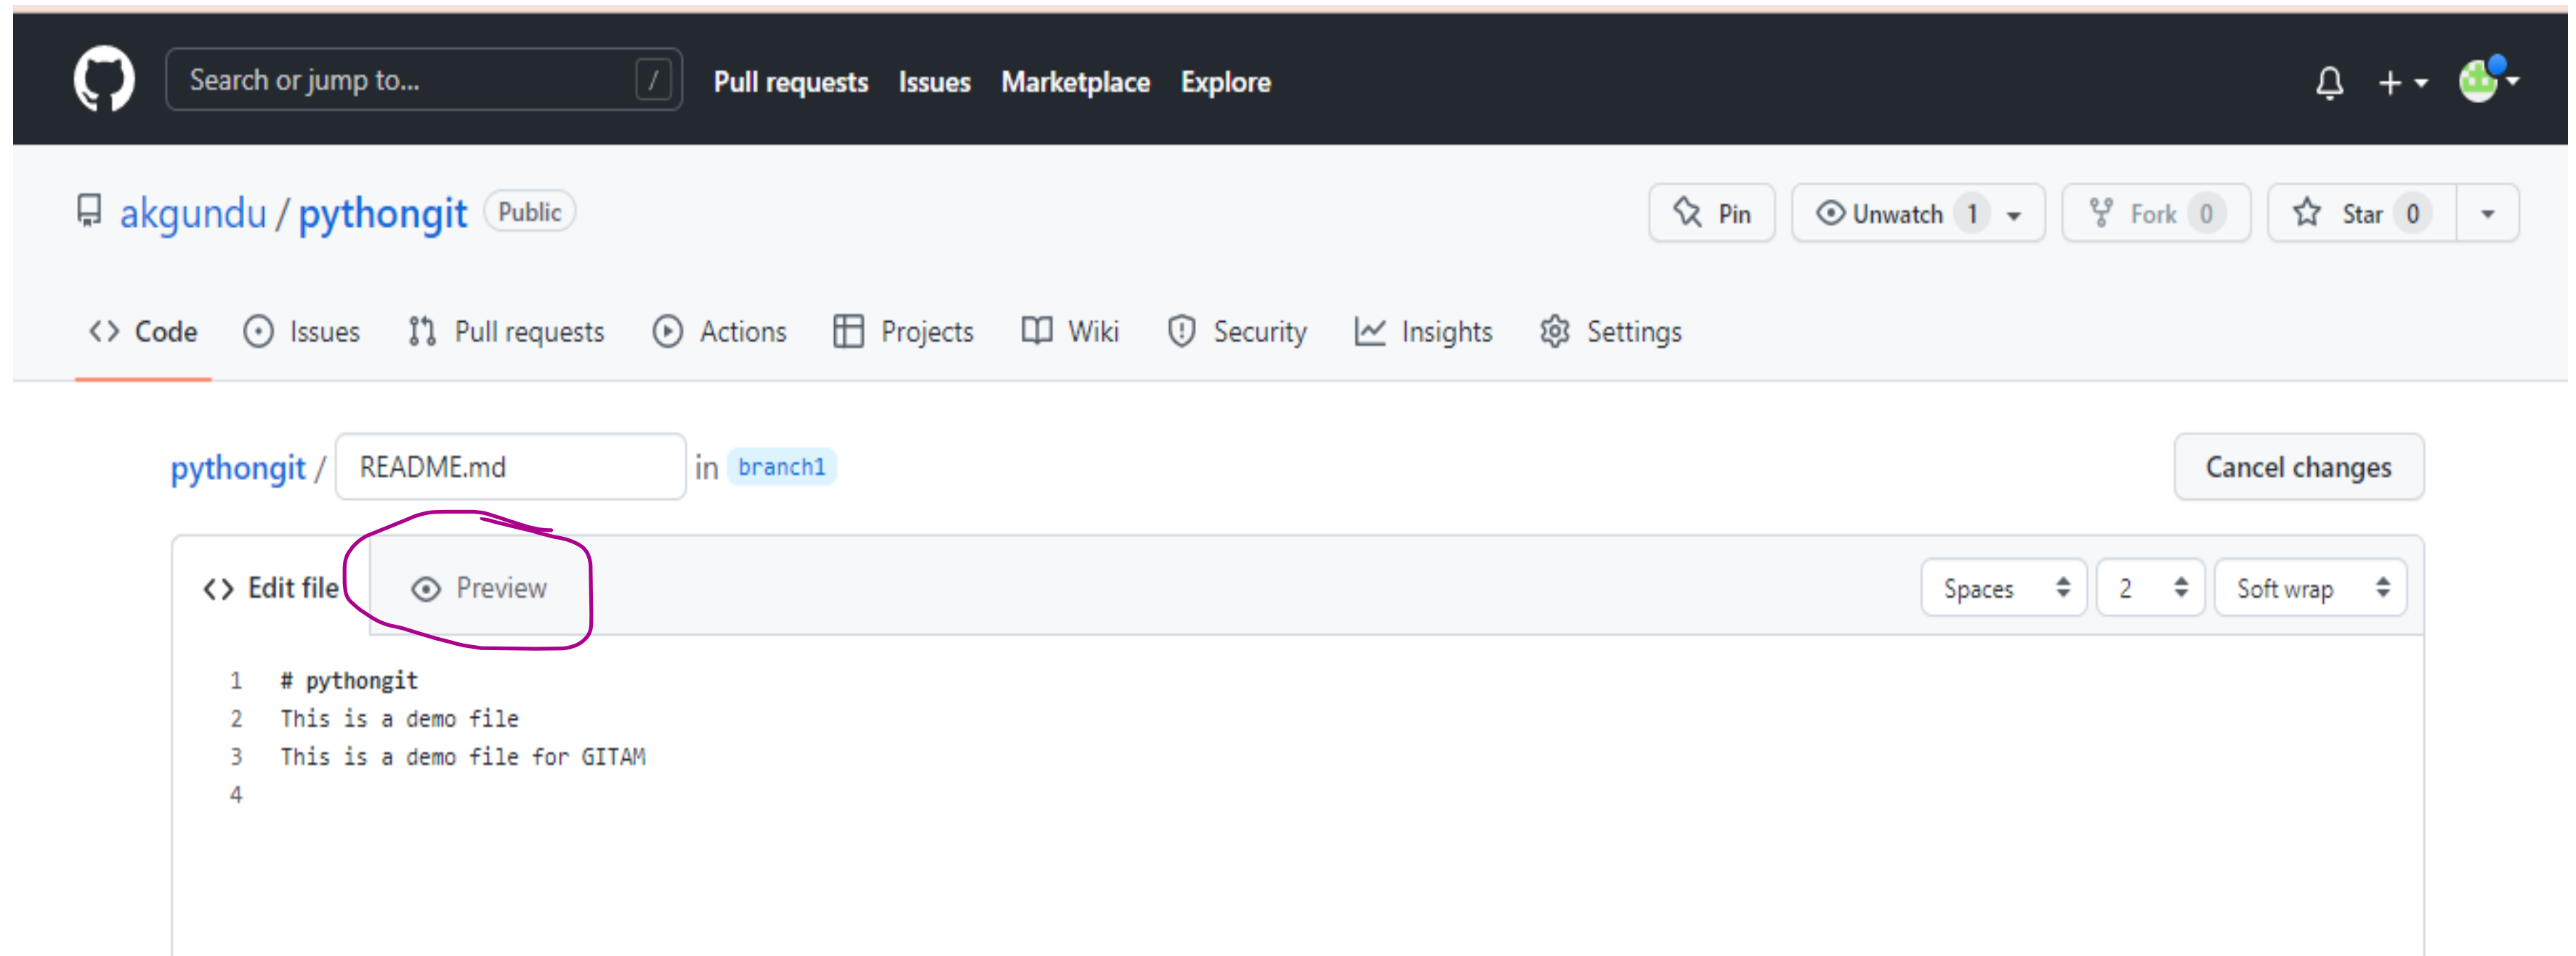 Search or jump to... / Pull requests Issues Marketplace Explore
akgundu / pythongit Public Pin Unwatch 1 Fork 0 Star 0
Code Issues Pull requests Actions Projects Wiki Security Insights Settings
pythongit / README.md in branch1 Cancel changes
Edit file Preview Spaces 2 Soft wrap
1 # pythongit
2 This is a demo file
3 This is a demo file for GITAM
4